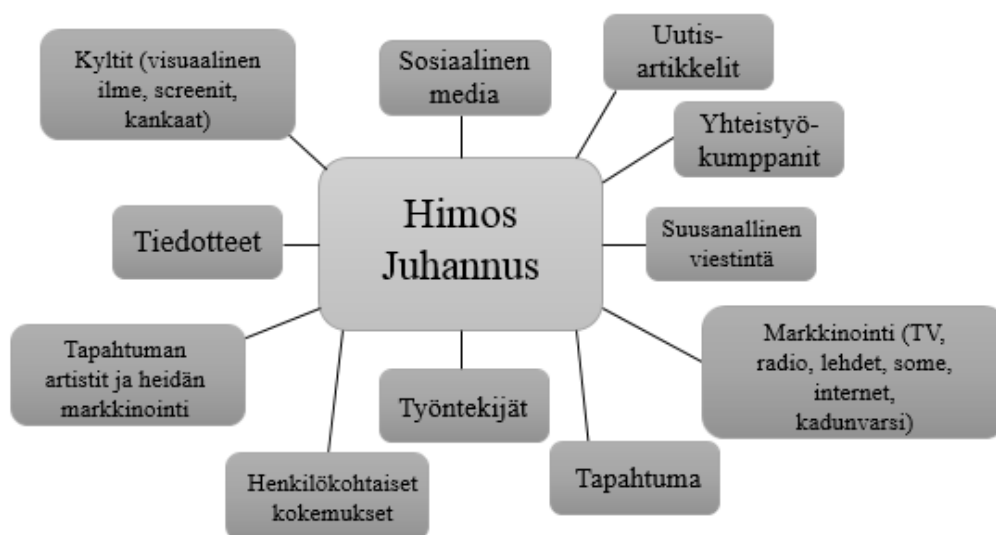 Kyltit (visuaalinen
ilme, screenit,
kankaat)
Sosiaalinen
media
Uutis-
artikkelit
Yhteistyö-
kumppanit
Himos
Juhannus
Tiedotteet
Suusanallinen
viestintä
Tapahtuman
artistit ja heidän
markkinointi
Työntekijät
Markkinointi (TV,
radio, lehdet, some,
internet,
kadunvarsi)
Henkilökohtaiset
kokemukset
Tapahtuma